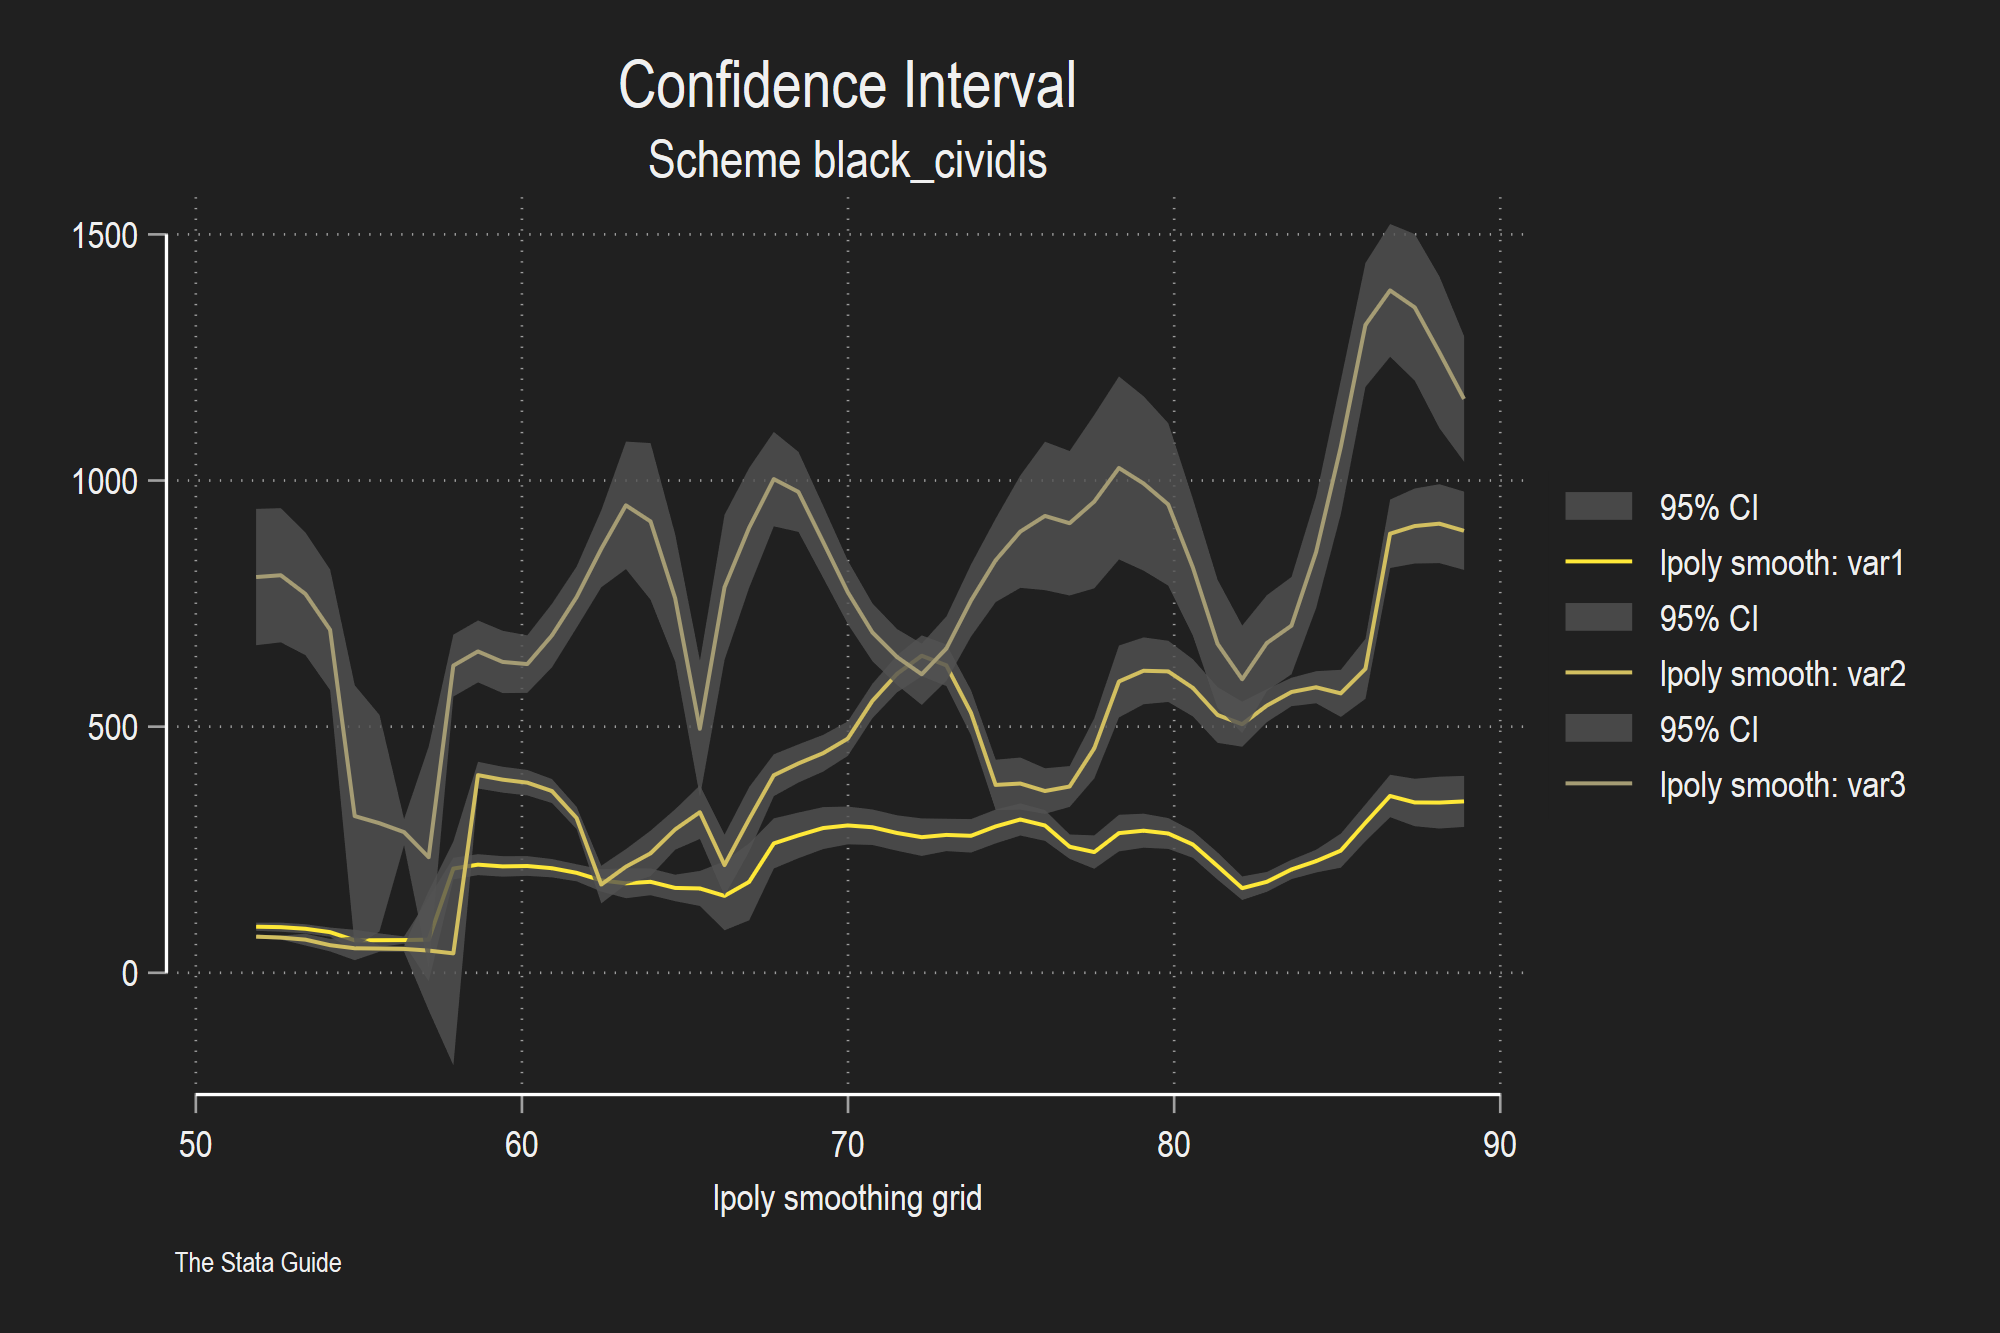 Confidence Interval
Scheme black_cividis
1500
1000
500
0
50 60 70 80 90
lpoly smoothing grid
95% CI
lpoly smooth: var1
95% CI
lpoly smooth: var2
95% CI
lpoly smooth: var3
The Stata Guide